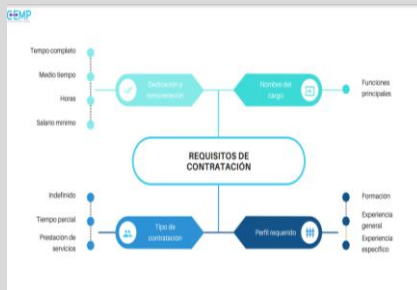 CEMP
Tiempo completo
Medio tiempo
Horas
Salario mínimo
Dedicación y
remuneración
Nombre del
cargo
Funciones
principales
REQUISITOS DE
CONTRATACIÓN
Indefinido
Tiempo parcial
Prestación de
servicios
Tipo de
contratación
Perfil requerido
Formación
Experiencia
general
Experiencia
específico